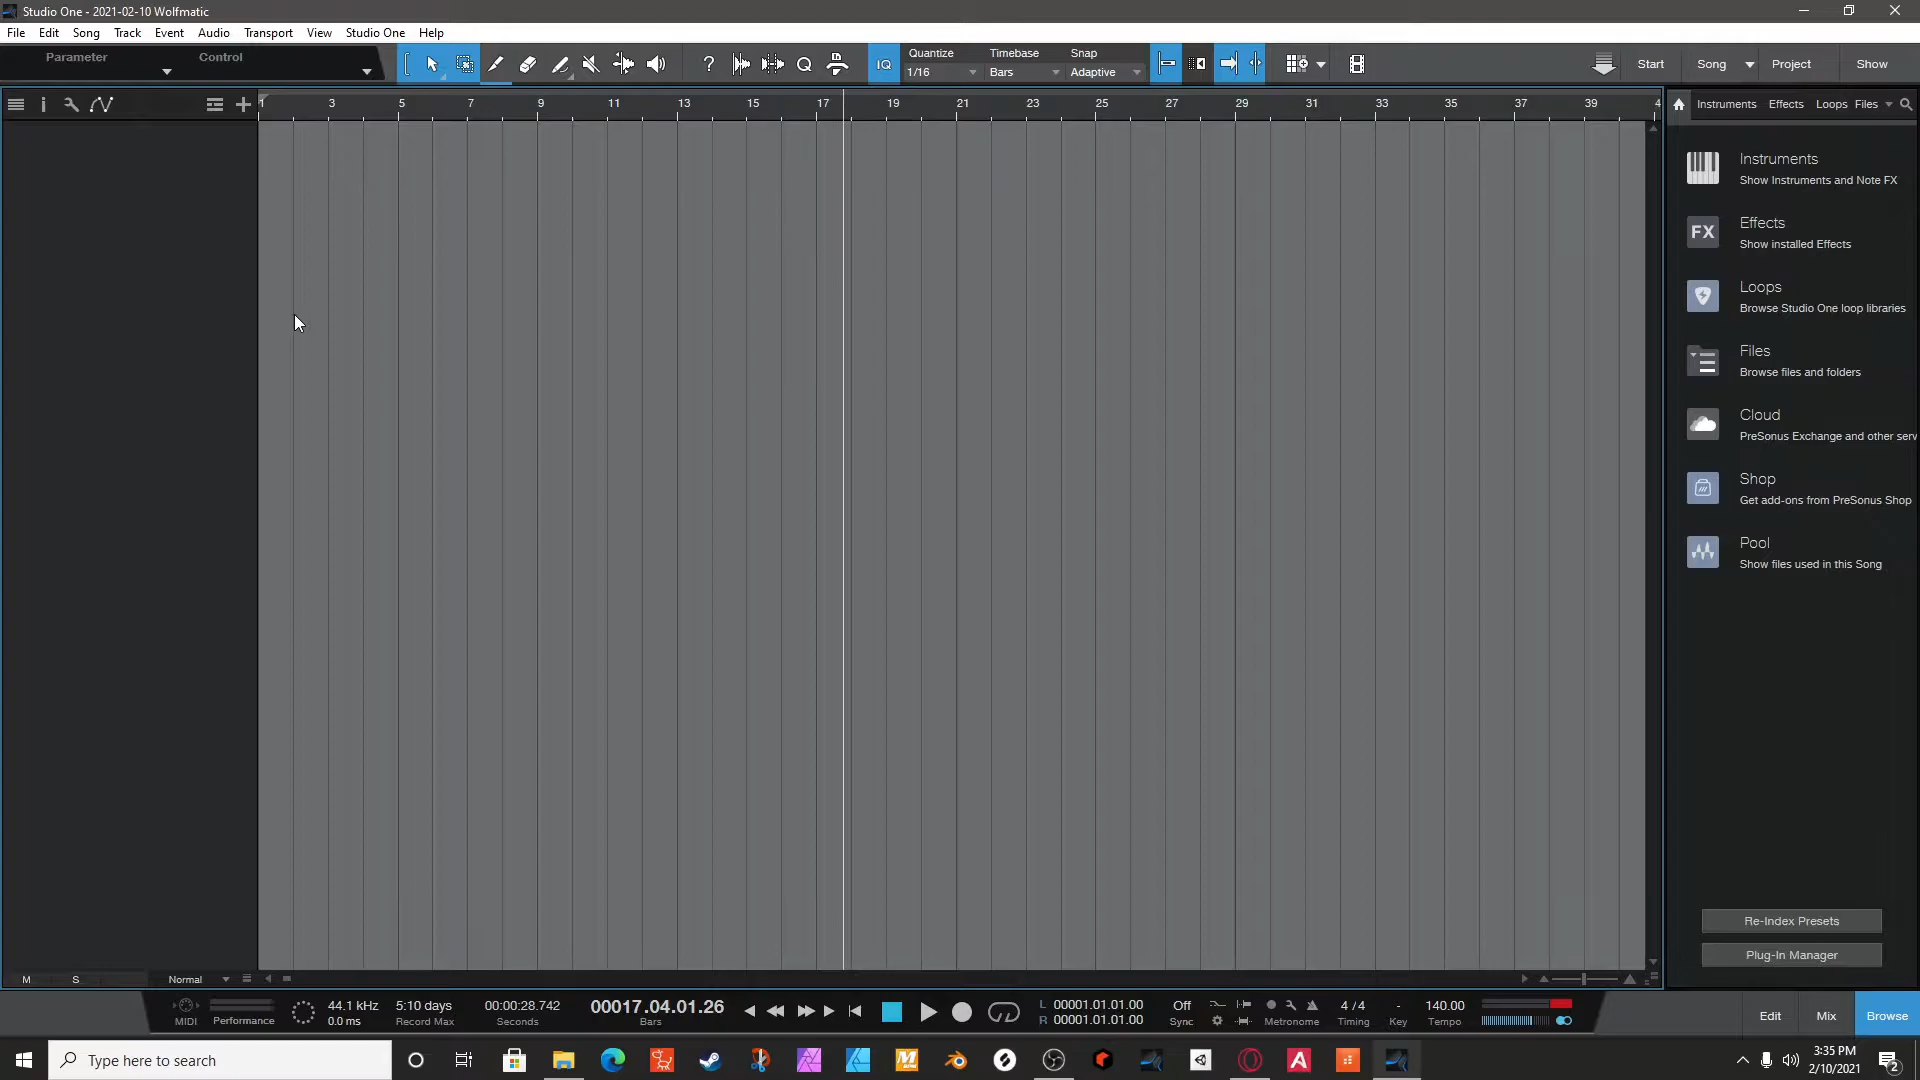 Studio One - 2021-02-10 Wolfmatic
File Edit Song Track Event Audio Transport View Studio One Help
Parameter Control
Quantize Timebase Snap
IQ 1/16 Bars Adaptive
Start Song Project Show
1 3 5 7 9 11 13 15 17 19 21 23 25 27 29 31 33 35 37 39 4
Instruments Effects Loops Files
Instruments
Show Instruments and Note FX
FX
Effects
Show installed Effects
Loops
Browse Studio One loop libraries
Files
Browse files and folders
Cloud
PreSonus Exchange and other serv
Shop
Get add-ons from PreSonus Shop
Pool
Show files used in this Song
Re-Index Presets
Plug-In Manager
M S Normal
44.1 kHz 5:10 days 00:00:28.742 00017.04.01.26 L 00001.01.01.00 Off 4 / 4 - 140.00
MIDI Performance 0.0 ms Record Max Seconds Bars R 00001.01.01.00 Sync Metronome Timing Key Tempo
Edit Mix Browse
Type here to search
3:35 PM
2/10/2021
2